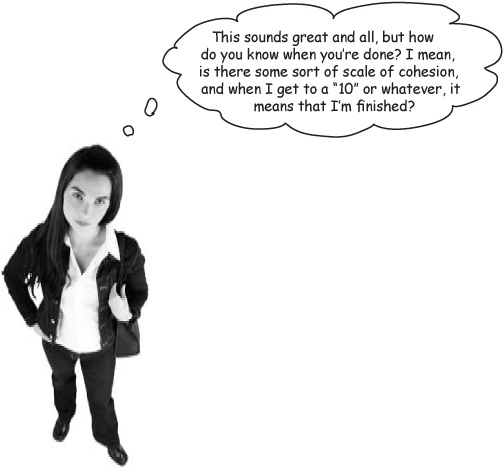 This sounds great and all, but how
do you know when you're done? I mean,
is there some sort of scale of cohesion,
and when I get to a "10" or whatever, it
means that I'm finished?